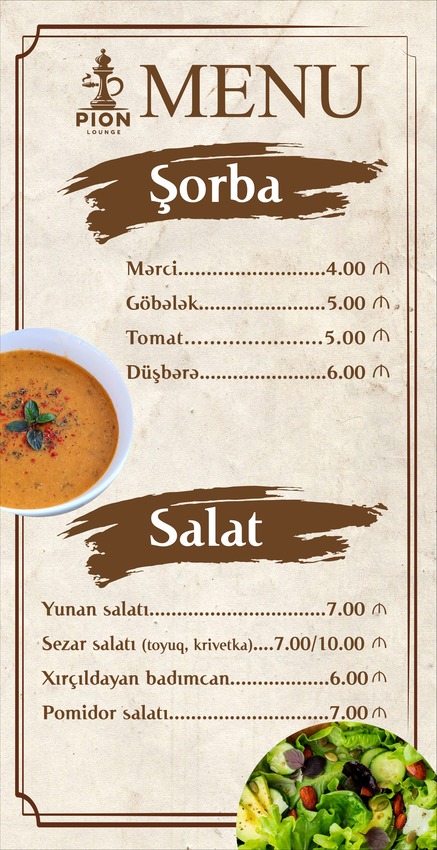 PION
LOUNGE
MENU
Şorba
Mərci.......................................4.00 ₼
Göbələk..................................5.00 ₼
Tomat.......................................5.00 ₼
Düşbərə..................................6.00 ₼
Salat
Yunan salatı................................................7.00 ₼
Sezar salatı (toyuq, krivetka)....7.00/10.00 ₼
Xırçıldayan badımcan...........................6.00 ₼
Pomidor salatı............................................7.00 ₼